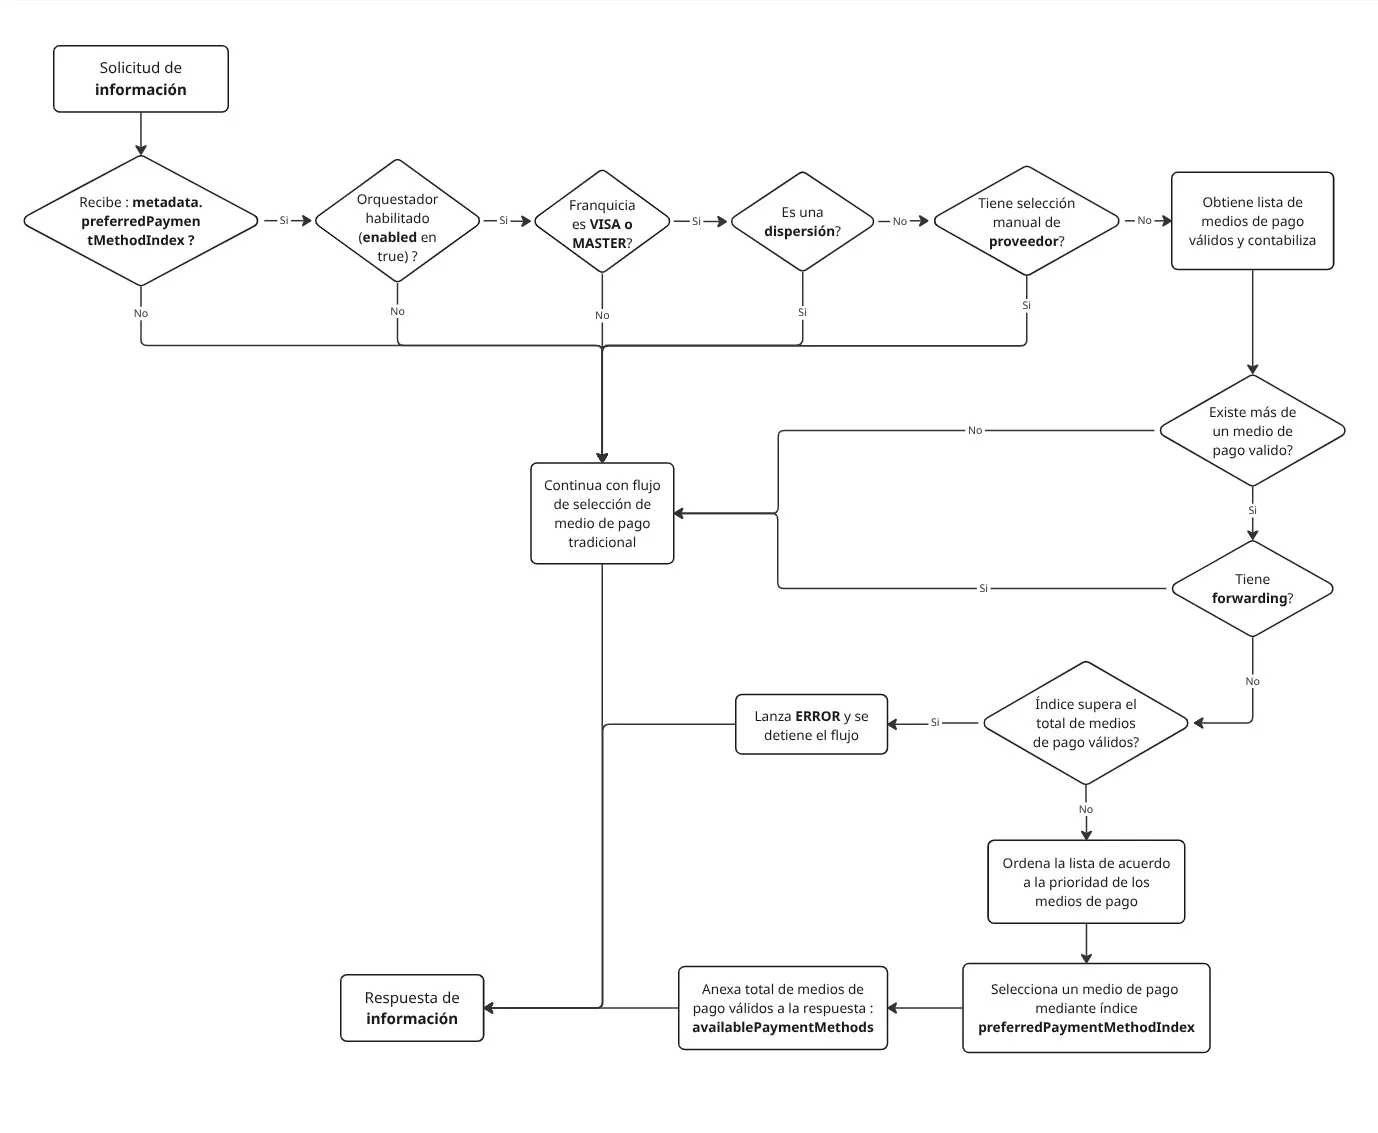 Solicitud de
información
Recibe : metadata.
preferredPaymen
tMethodIndex ?
Si
Orquestador
habilitado
(enabled en
true) ?
Si
Franquicia
es VISA o
MASTER?
Si
Es una
dispersión?
No
Tiene selección
manual de
proveedor?
No
Obtiene lista de
medios de pago
válidos y contabiliza
No
No
No
Si
Si
Existe más de
un medio de
pago valido?
No
Si
Continua con flujo
de selección de
medio de pago
tradicional
Tiene
forwarding?
Si
No
Índice supera el
total de medios
de pago válidos?
Si
Lanza ERROR y se
detiene el flujo
No
Ordena la lista de acuerdo
a la prioridad de los
medios de pago
Selecciona un medio de pago
mediante índice
preferredPaymentMethodIndex
Anexa total de medios de
pago válidos a la respuesta :
availablePaymentMethods
Respuesta de
información